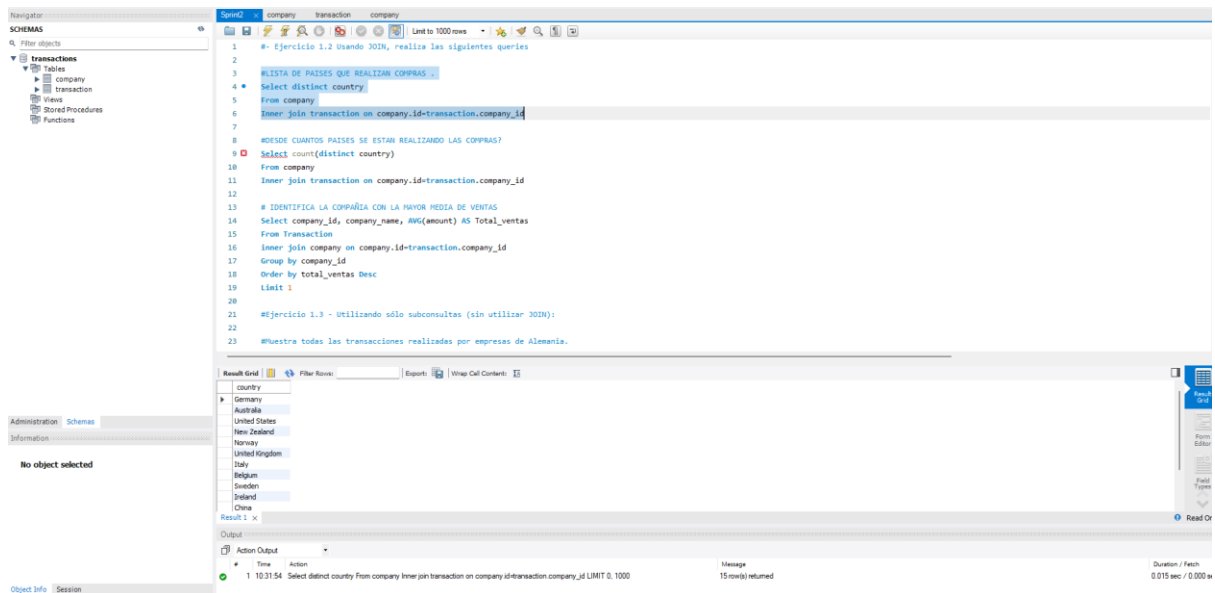 Navigator
SCHEMAS
Filter objects
transactions
Tables
company
transaction
Views
Stored Procedures
Functions
Administration Schemas
Information
No object selected
Object Info Session
Sprint2 company transaction company
Limit to 1000 rows
1 #- Ejercicio 1.2 Usando JOIN, realiza las siguientes queries
2
3 #LISTA DE PAISES QUE REALIZAN COMPRAS .
4 Select distinct country
5 From company
6 Inner join transaction on company.id=transaction.company_id
7
8 #DESDE CUANTOS PAISES SE ESTAN REALIZANDO LAS COMPRAS?
9 Select count(distinct country)
10 From company
11 Inner join transaction on company.id=transaction.company_id
12
13 # IDENTIFICA LA COMPAÑIA CON LA MAYOR MEDIA DE VENTAS
14 Select company_id, company_name, AVG(amount) AS Total_ventas
15 From Transaction
16 inner join company on company.id=transaction.company_id
17 Group by company_id
18 Order by total_ventas Desc
19 Limit 1
20
21 #Ejercicio 1.3 - Utilizando sólo subconsultas (sin utilizar JOIN):
22
23 #Muestra todas las transacciones realizadas por empresas de Alemania.
Result Grid Filter Rows: Export: Wrap Cell Content:
country
Germany
Australia
United States
New Zealand
Norway
United Kingdom
Italy
Belgium
Sweden
Ireland
China
Result Grid
Form Editor
Field Types
Result 1 Read Or
Output
Action Output
# Time Action Message Duration / Fetch
1 10:31:54 Select distinct country From company Inner join transaction on company.id=transaction.company_id LIMIT 0, 1000 15 row(s) returned 0.015 sec / 0.000 se